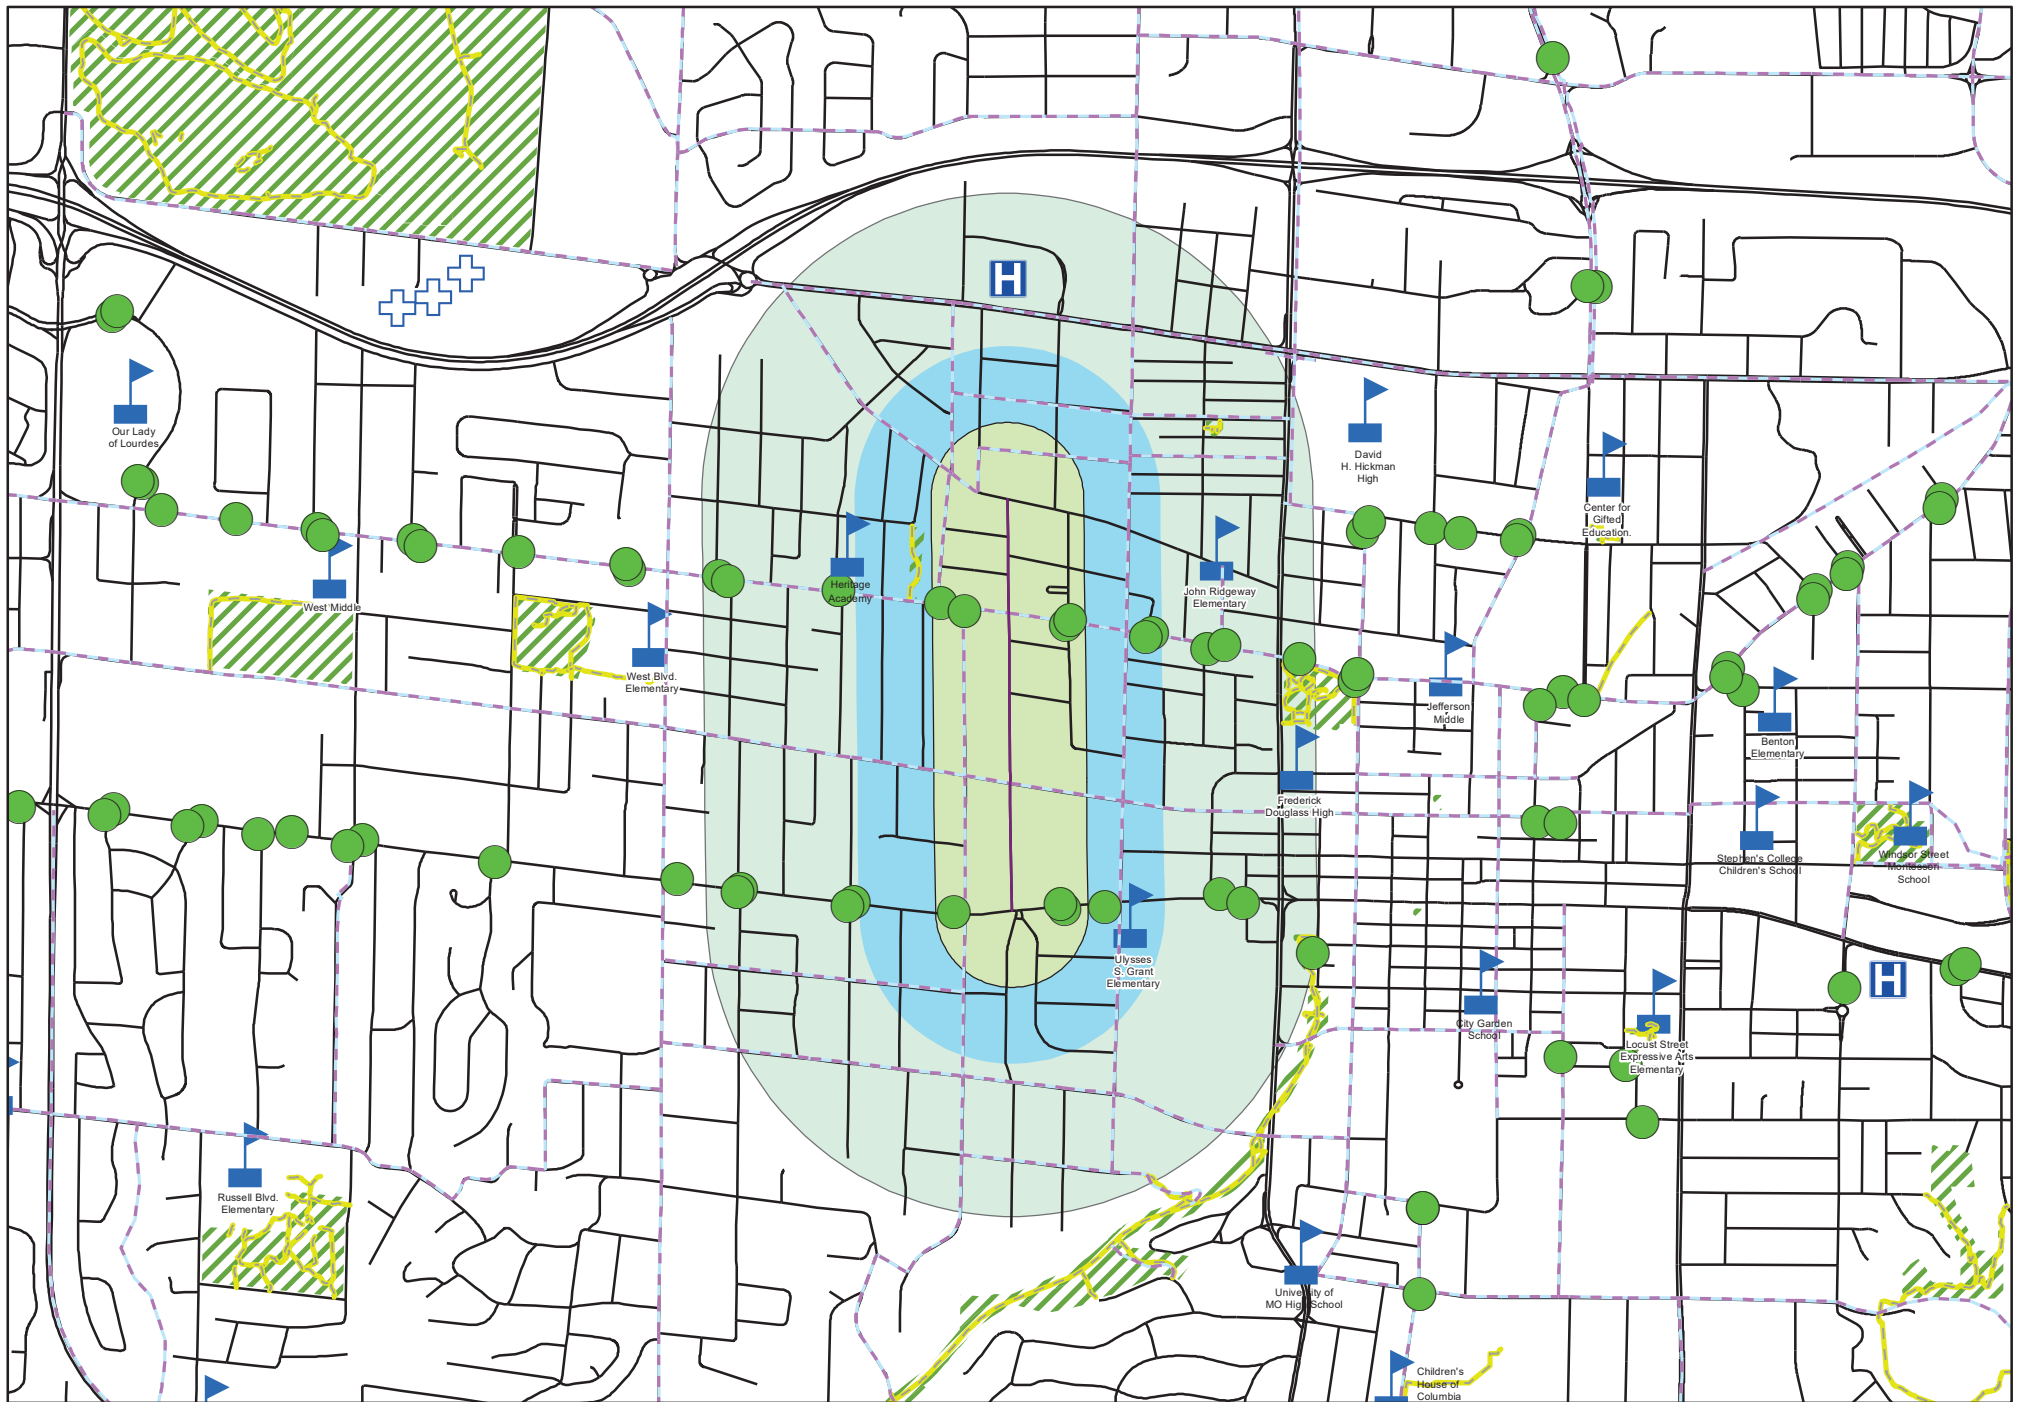 H
Our Lady
of Lourdes
David
H. Hickman
High
Center for
Gifted
Education.
Heritage
Academy
John Ridgeway
Elementary
West Middle
West Blvd.
Elementary
Jefferson
Middle
Benton
Elementary
Frederick
Douglass High
Stephen's College
Children's School
Windsor Street
Montessori
School
Ulysses
S. Grant
Elementary
H
City Garden
School
Locust Street
Expressive Arts
Elementary
Russell Blvd.
Elementary
University of
MO High School
Children's
House of
Columbia